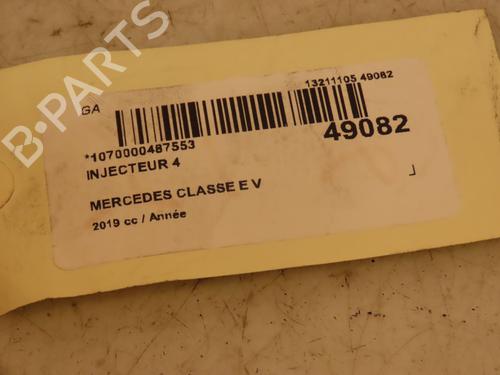 B-PARTS
GA
13211105 49082
*1070000487553
49082
INJECTEUR 4
MERCEDES CLASSE E V
2019 cc / Année